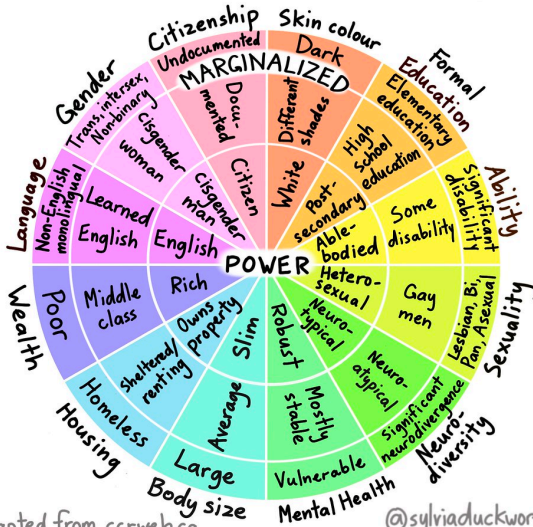 Citizenship
Undocumented
Docu-
mented
Citizen
Skin colour
Dark
Different
shades
White
Formal
Education
Elementary
education
High
school
education
Post-
secondary
Ability
Significant
disability
Some
disability
Able-
bodied
Sexuality
Lesbian, Bi,
Pan, Asexual
Gay
men
Hetero-
sexual
Neuro-
diversity
Significant
neurodivergence
Neuro-
atypical
Neuro-
typical
Mental Health
Vulnerable
Mostly
stable
Robust
Body size
Large
Average
Slim
Housing
Homeless
Sheltered/
renting
Owns
property
Wealth
Poor
Middle
class
Rich
Language
Non-English
monolingual
Learned
English
English
Gender
Trans, intersex,
Non-binary
cisgender
woman
cisgender
man
MARGINALIZED
POWER
@sylviaduckwor